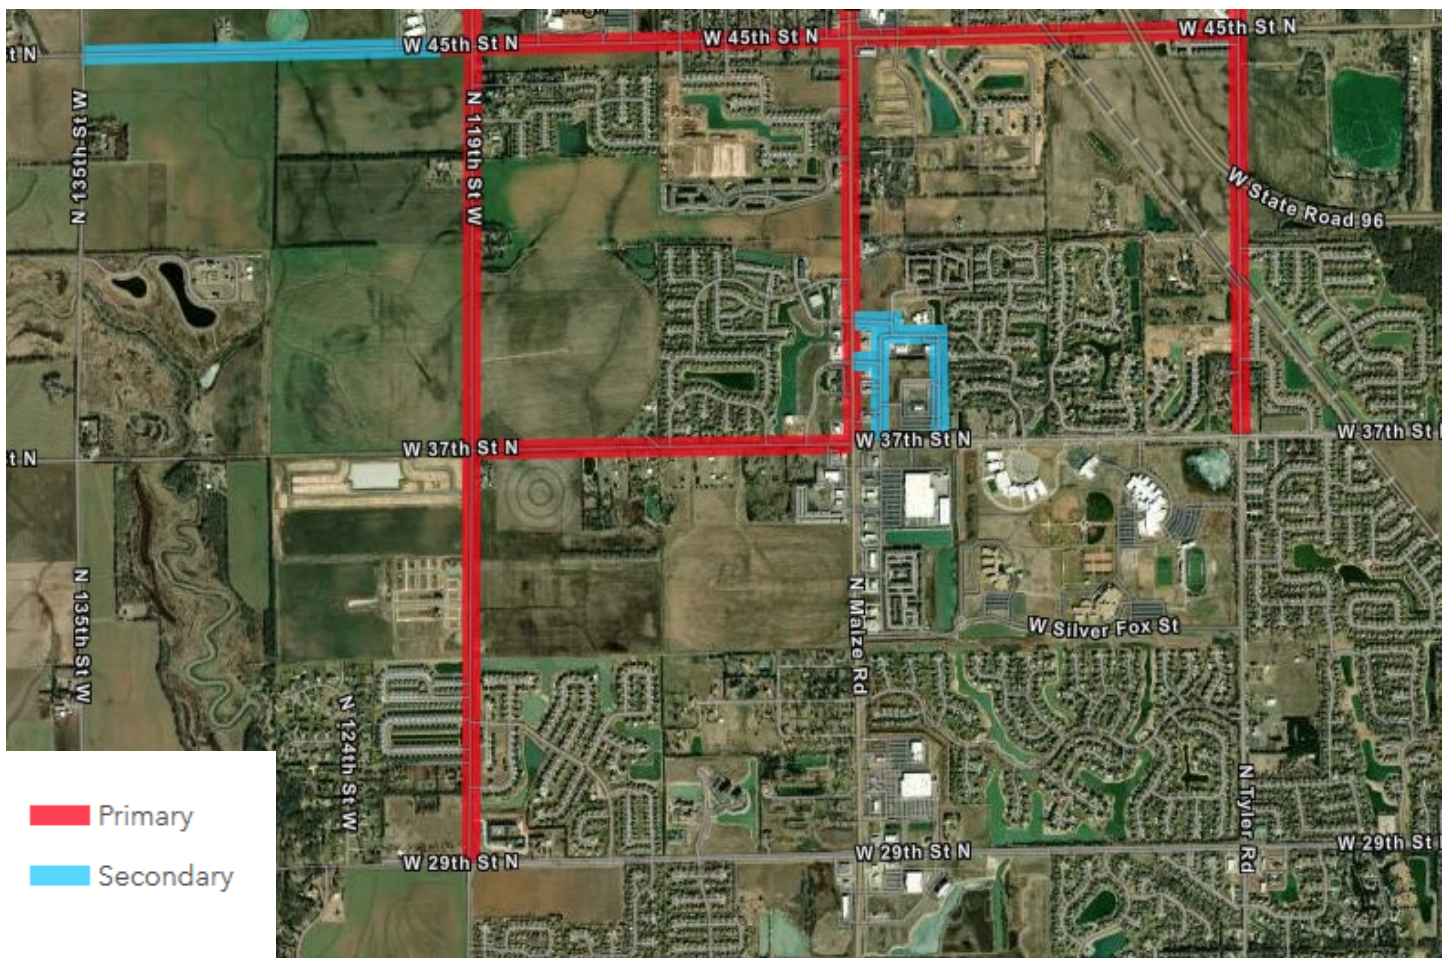 W 45th St N
W 45th St N
W 45th St N
t N
N 135th St W
N 119th St W
W State Road 96
W 37th St N
W 37th St N
W 37th St
t N
N 135th St W
N Maize Rd
W Silver Fox St
N 124th St W
N Tyler Rd
W 29th St N
W 29th St N
W 29th St
Primary
Secondary